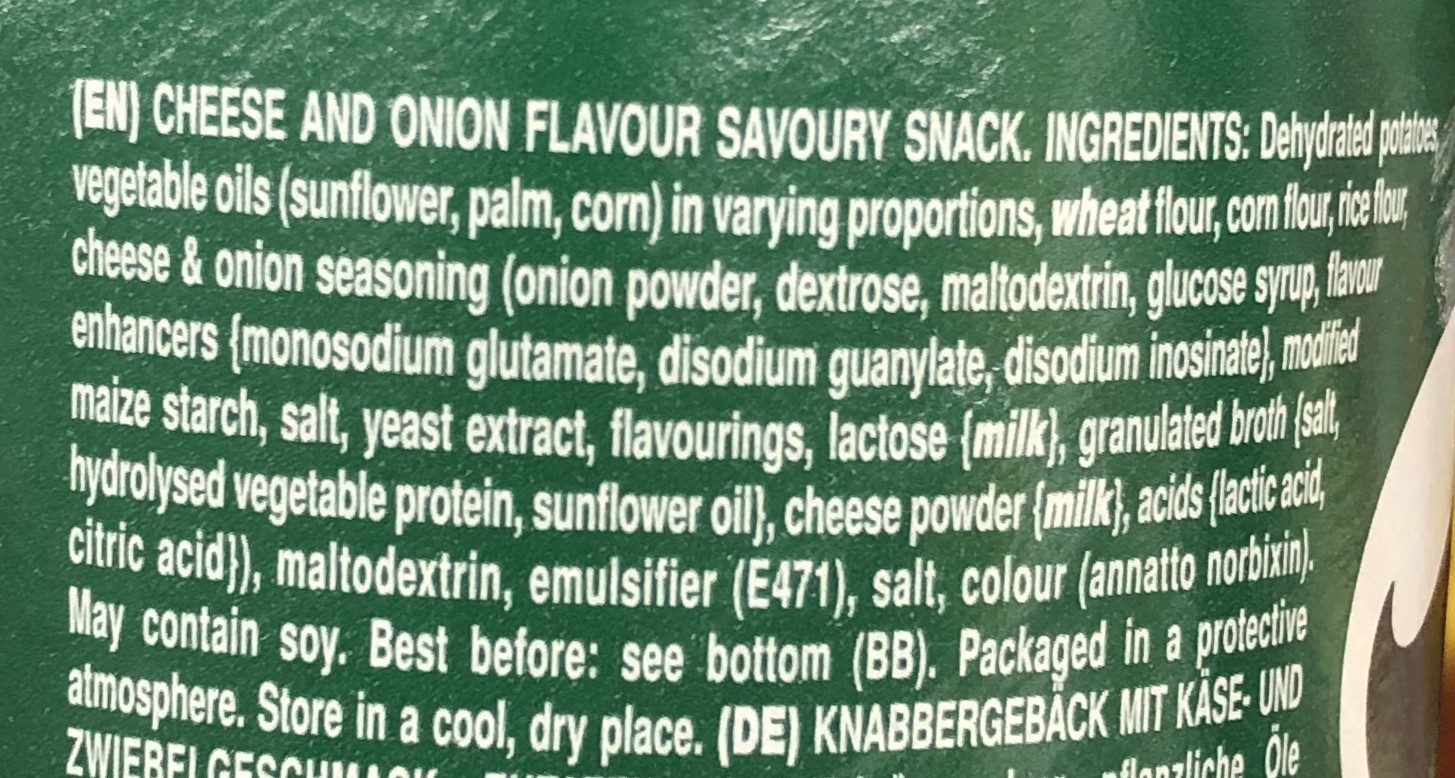 (EN) CHEESE AND ONION FLAVOUR SAVOURY SNACK. INGREDIENTS: Dehydrated potatoes,
vegetable oils (sunflower, palm, corn) in varying proportions, wheat flour, corn flour, rice flour,
cheese & onion seasoning (onion powder, dextrose, maltodextrin, glucose syrup, flavour
enhancers {monosodium glutamate, disodium guanylate, disodium inosinate}, modified
maize starch, salt, yeast extract, flavourings, lactose {milk}, granulated broth {salt,
hydrolysed vegetable protein, sunflower oil}, cheese powder {milk}, acids {lactic acid,
citric acid}), maltodextrin, emulsifier (E471), salt, colour (annatto norbixin).
May contain soy. Best before: see bottom (BB). Packaged in a protective
atmosphere. Store in a cool, dry place. (DE) KNABBERGEBÄCK MIT KÄSE- UND
ZWIEBELGESCHMACK. pflanzliche Öle